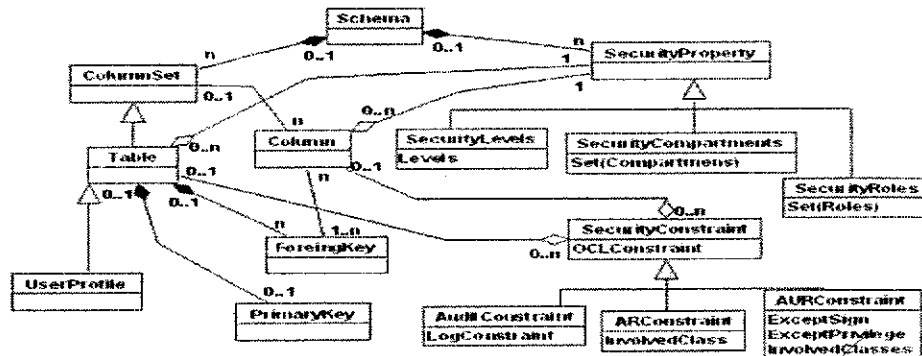 Schema
n
0..1
0..1
n
ColumnSet
SecurityProperty
0..1
1
1
n
0..n
0..n
Column
Table
0..1
0..1
0..1
0..1
SecurityLevels
Levels
SecurityCompartments
Set(Compartmens)
SecurityRoles
Set(Roles)
n
n
1..n
ForeingKey
0..n
SecurityConstraint
OCLConstraint
0..n
UserProfile
0..1
PrimaryKey
AuditConstraint
LogConstraint
ARConstraint
InvolvedClass
AURConstraint
ExceptSign
ExceptPrivilege
InvolvedClasses